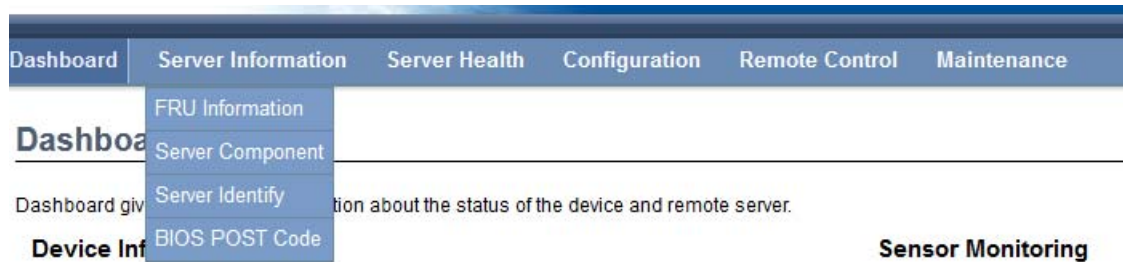 Dashboard Server Information Server Health Configuration Remote Control Maintenance
FRU Information
Server Component
Server Identify
BIOS POST Code
Dashboa
Dashboard giv tion about the status of the device and remote server.
Device Inf Sensor Monitoring